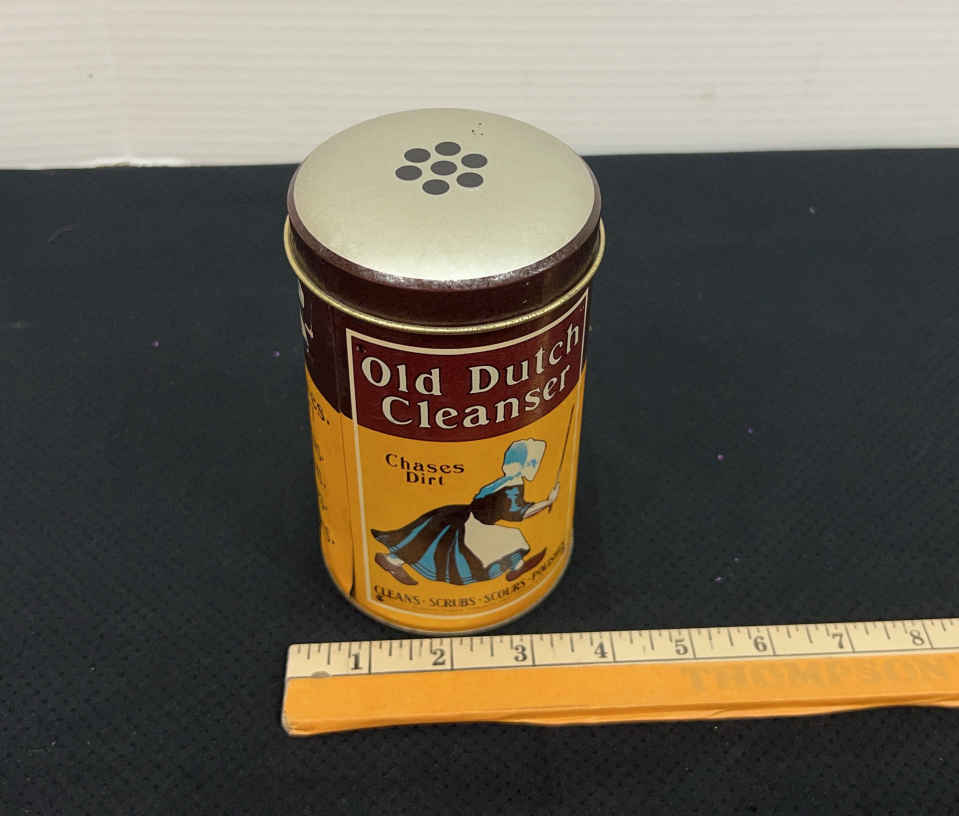 Old Dutch
Cleanser
Chases
Dirt
CLEANS · SCRUBS · SCOURS · POLISHES
1 2 3 4 5 6 7 8
THOMPSON